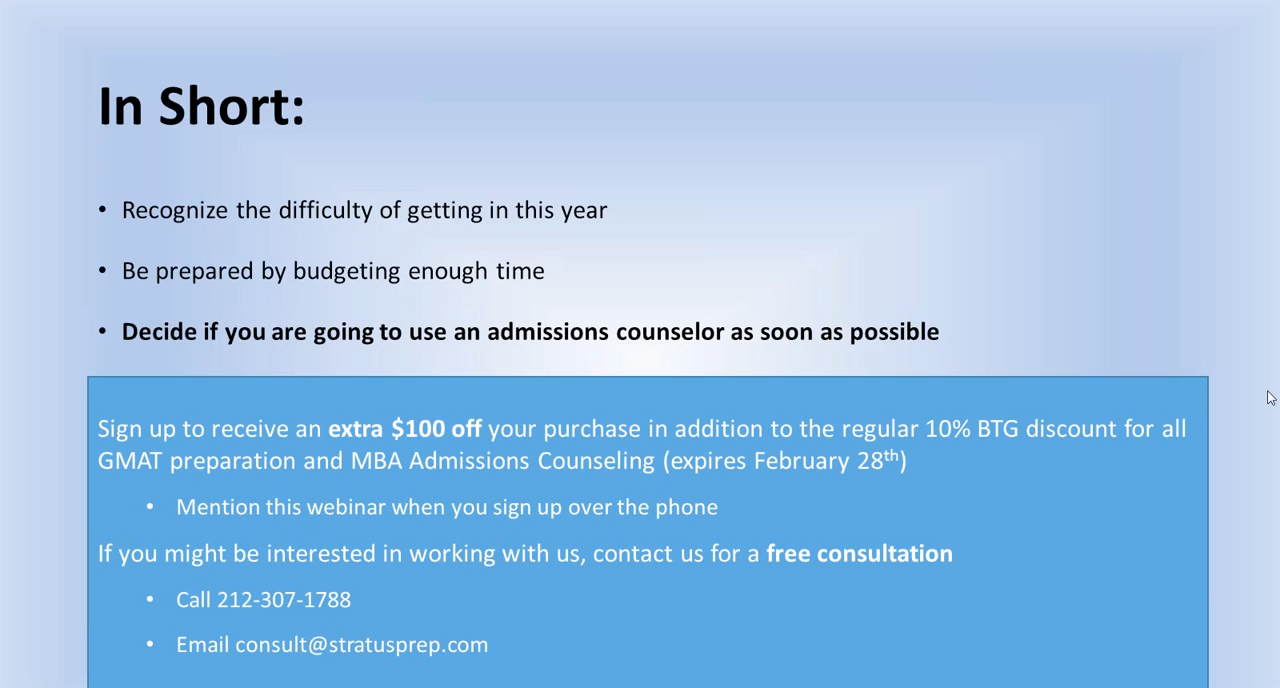 In Short:
• Recognize the difficulty of getting in this year
• Be prepared by budgeting enough time
• Decide if you are going to use an admissions counselor as soon as possible
Sign up to receive an extra $100 off your purchase in addition to the regular 10% BTG discount for all
GMAT preparation and MBA Admissions Counseling (expires February 28th)
• Mention this webinar when you sign up over the phone
If you might be interested in working with us, contact us for a free consultation
• Call 212-307-1788
• Email consult@stratusprep.com